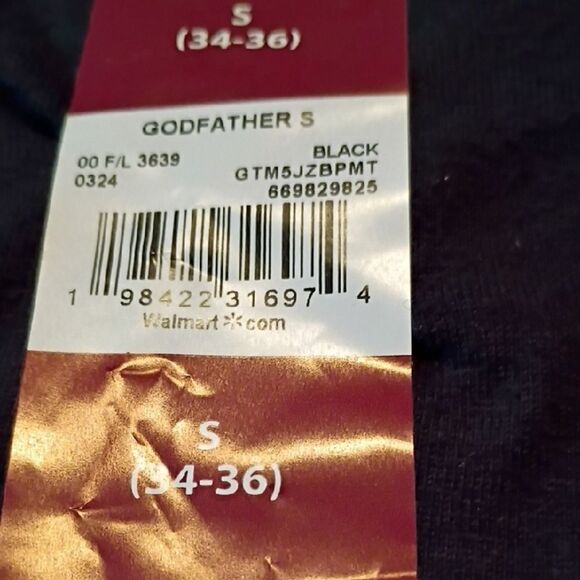 S
(34-36)
GODFATHER S
00 F/L 3639 BLACK
0324 GTM5JZBPMT
669829825
1 98422 31697 4
Walmart com
S
(34-36)